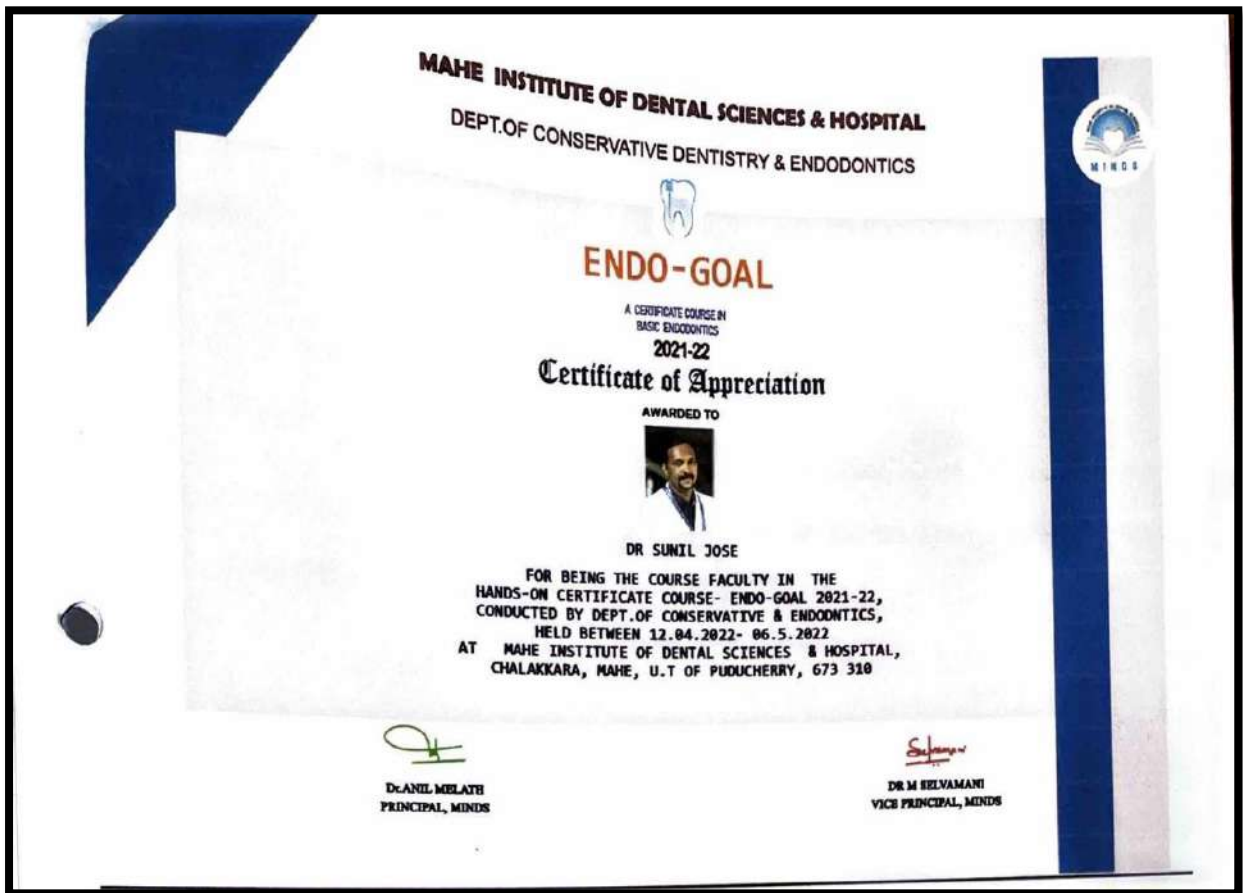 MAHE INSTITUTE OF DENTAL SCIENCES & HOSPITAL
DEPT.OF CONSERVATIVE DENTISTRY & ENDODONTICS
MINDS
ENDO-GOAL
A CERTIFICATE COURSE IN
BASIC ENDODONTICS
2021-22
Certificate of Appreciation
AWARDED TO
DR SUNIL JOSE
FOR BEING THE COURSE FACULTY IN THE
HANDS-ON CERTIFICATE COURSE- ENDO-GOAL 2021-22,
CONDUCTED BY DEPT.OF CONSERVATIVE & ENDODNTICS,
HELD BETWEEN 12.04.2022- 06.5.2022
AT MAHE INSTITUTE OF DENTAL SCIENCES & HOSPITAL,
CHALAKKARA, MAHE, U.T OF PUDUCHERRY, 673 310
Dr.ANIL MELATH
PRINCIPAL, MINDS
DR M SELVAMANI
VICE PRINCIPAL, MINDS